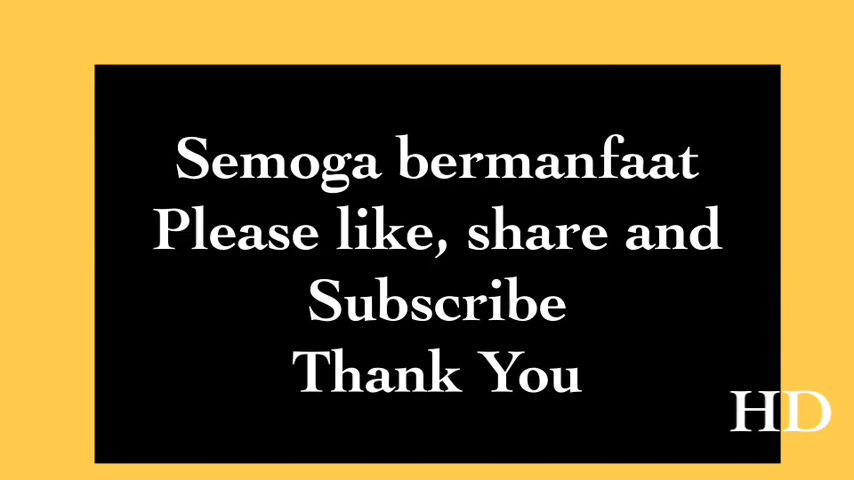 Semoga bermanfaat
Please like, share and
Subscribe
Thank You
HD